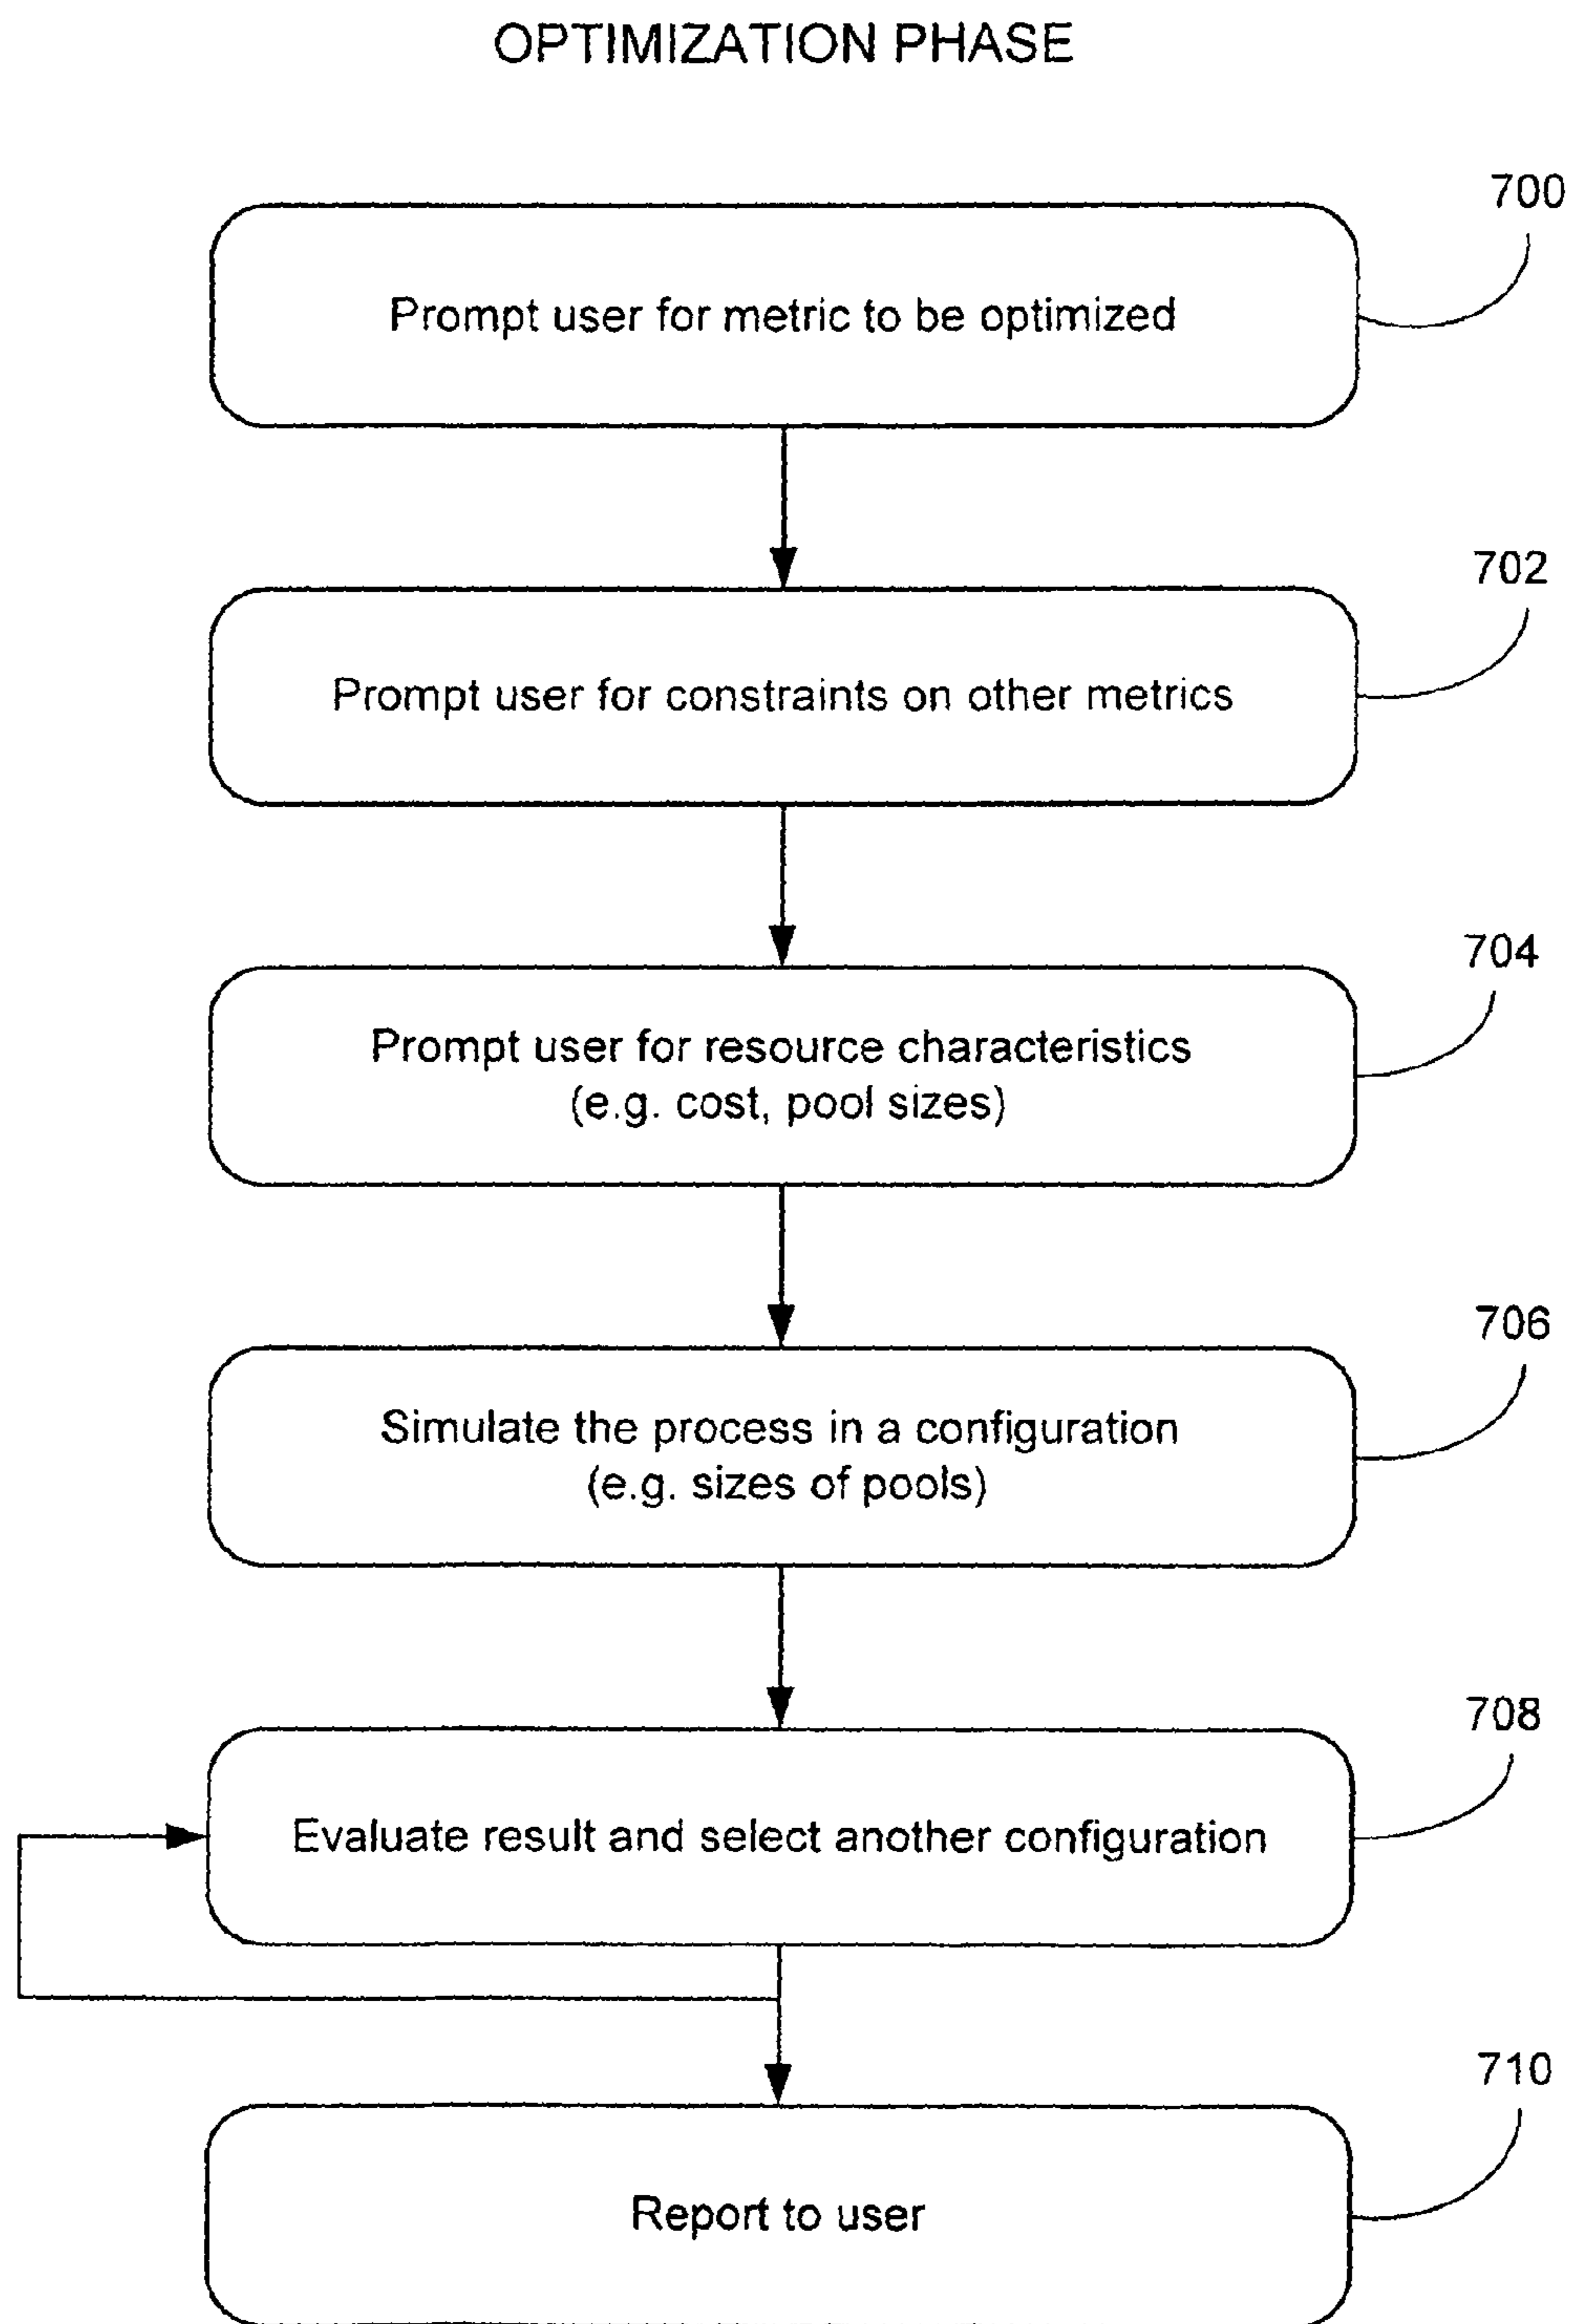 OPTIMIZATION PHASE
700
Prompt user for metric to be optimized
702
Prompt user for constraints on other metrics
704
Prompt user for resource characteristics
(e.g. cost, pool sizes)
706
Simulate the process in a configuration
(e.g. sizes of pools)
708
Evaluate result and select another configuration
710
Report to user